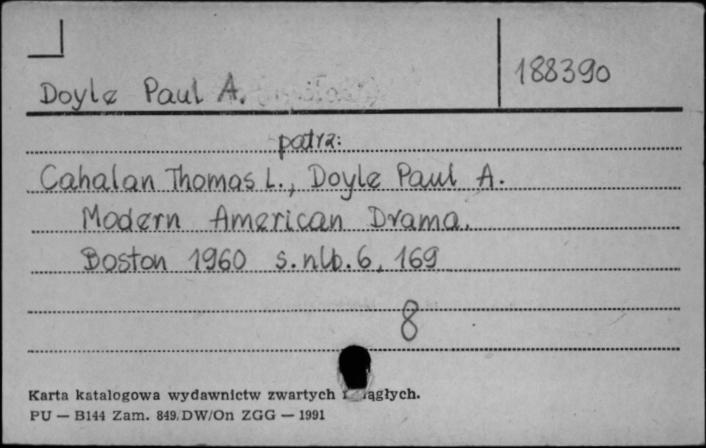 188390
Doyle Paul A.
patrz:
Cahalan Thomas L., Doyle Paul A.
Modern American Drama.
Boston 1960 s. nlb. 6, 169
8
Karta katalogowa wydawnictw zwartych i ciągłych.
PU — B144 Zam. 849. DW/On ZGG — 1991